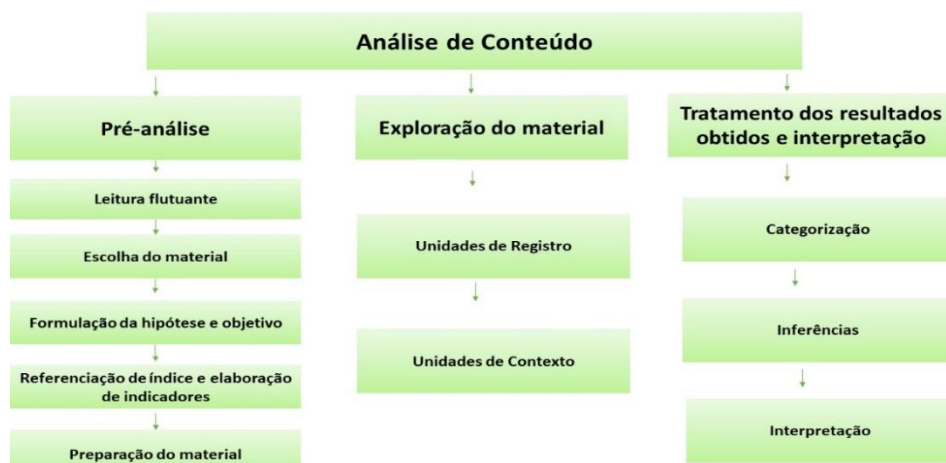 Análise de Conteúdo
Pré-análise
Leitura flutuante
Escolha do material
Formulação da hipótese e objetivo
Referenciação de índice e elaboração
de indicadores
Preparação do material
Exploração do material
Unidades de Registro
Unidades de Contexto
Tratamento dos resultados
obtidos e interpretação
Categorização
Inferências
Interpretação